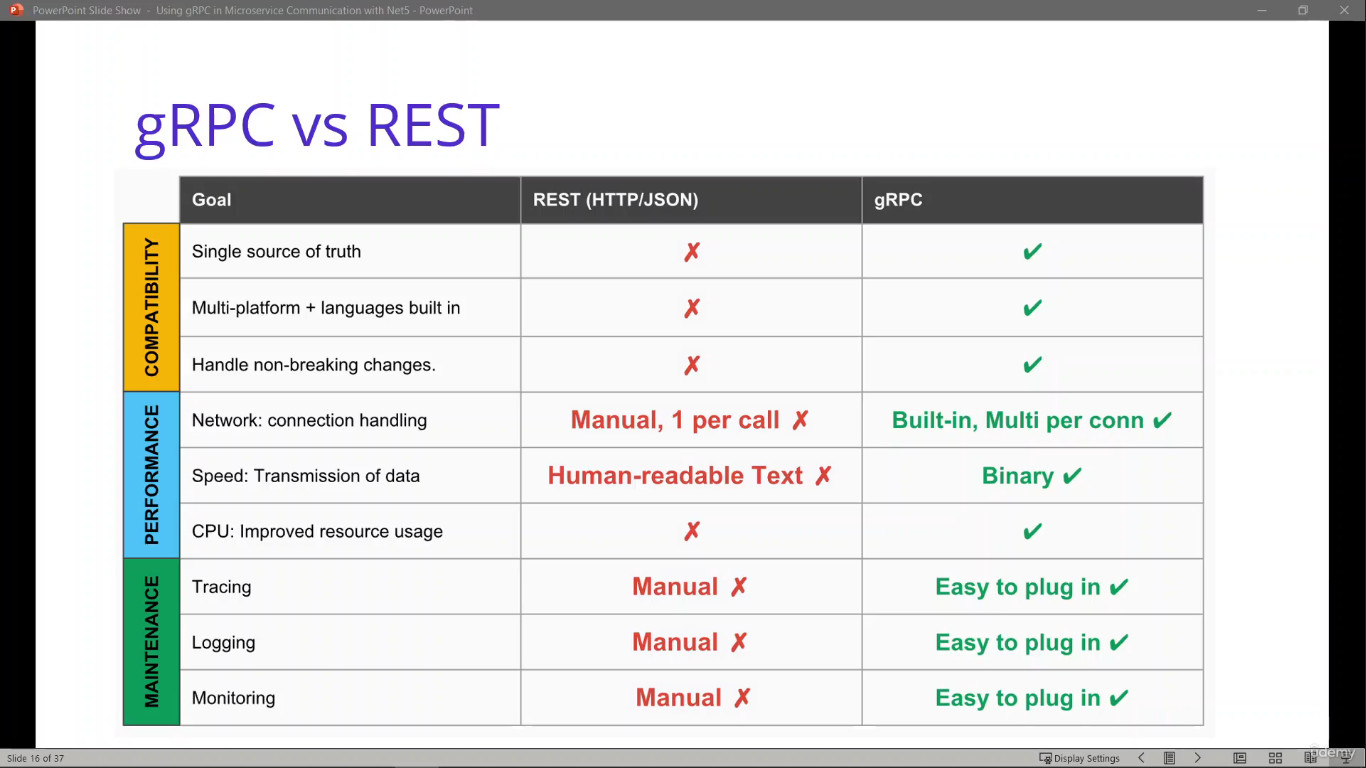 PowerPoint Slide Show - Using gRPC in Microservice Communication with Net5 - PowerPoint
gRPC vs REST
Goal REST (HTTP/JSON) gRPC
COMPATIBILITY
Single source of truth ✗ ✔
Multi-platform + languages built in ✗ ✔
Handle non-breaking changes. ✗ ✔
PERFORMANCE
Network: connection handling Manual, 1 per call ✗ Built-in, Multi per conn ✔
Speed: Transmission of data Human-readable Text ✗ Binary ✔
CPU: Improved resource usage ✗ ✔
MAINTENANCE
Tracing Manual ✗ Easy to plug in ✔
Logging Manual ✗ Easy to plug in ✔
Monitoring Manual ✗ Easy to plug in ✔
Slide 16 of 37 Display Settings
ûdemy